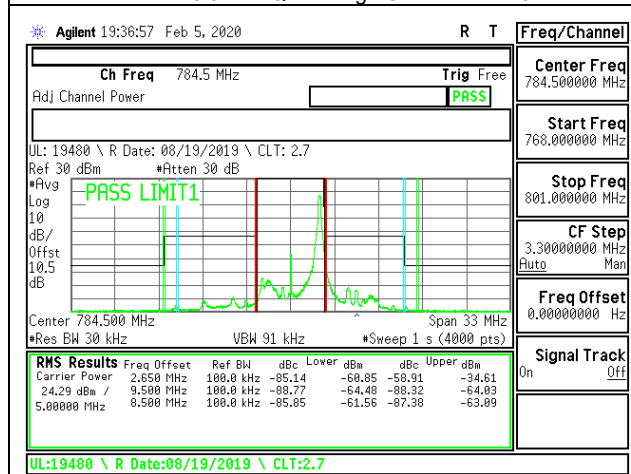 Agilent 19:36:57 Feb 5, 2020 R T
Freq/Channel
Ch Freq 784.5 MHz Trig Free
Adj Channel Power PASS
Center Freq
784.500000 MHz
Start Freq
768.000000 MHz
Stop Freq
801.000000 MHz
CF Step
3.30000000 MHz
Auto Man
Freq Offset
0.00000000 Hz
Signal Track
On Off
UL: 19480 \ R Date: 08/19/2019 \ CLT: 2.7
Ref 30 dBm #Atten 30 dB
#Avg
Log
10
dB/
Offst
10.5
dB
PASS LIMIT1
Center 784.500 MHz Span 33 MHz
#Res BW 30 kHz VBW 91 kHz #Sweep 1 s (4000 pts)
RMS Results Freq Offset Ref BW dBc Lower dBm dBc Upper dBm
Carrier Power 2.650 MHz 100.0 kHz -85.14 -60.85 -58.91 -34.61
24.29 dBm / 9.500 MHz 100.0 kHz -88.77 -64.48 -88.32 -64.03
5.00000 MHz 8.500 MHz 100.0 kHz -85.85 -61.56 -87.38 -63.09
UL:19480 \ R Date:08/19/2019 \ CLT:2.7